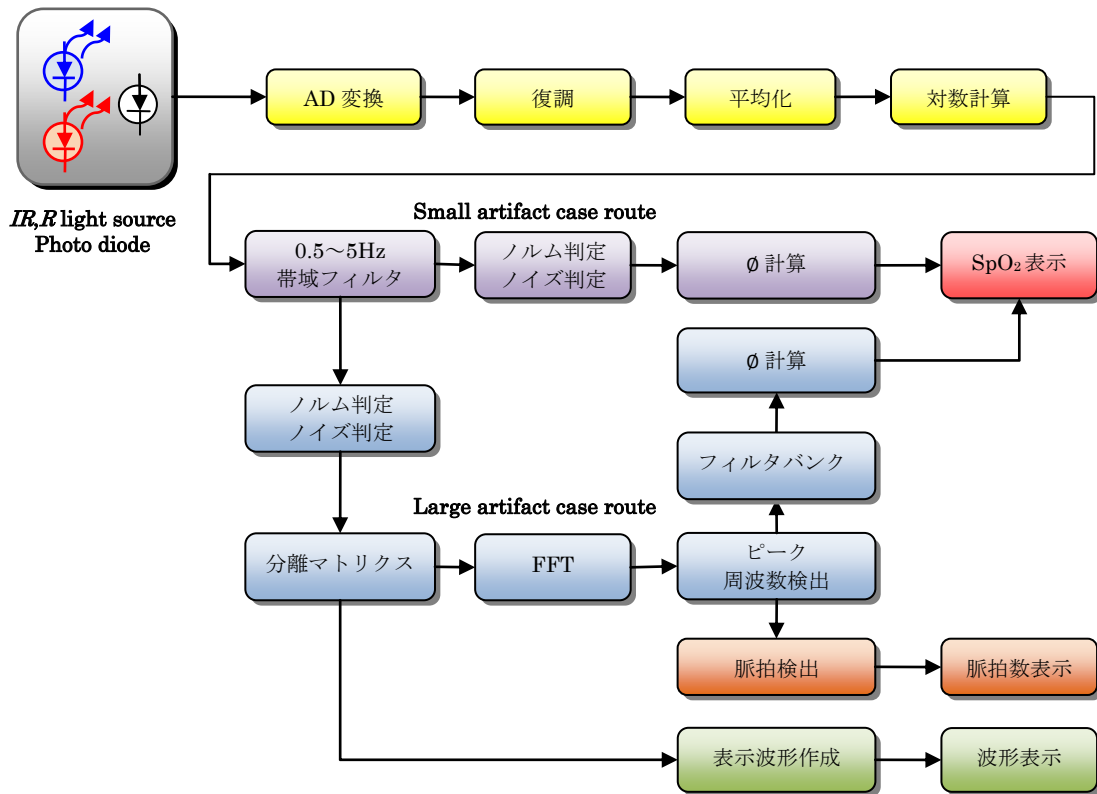 AD 変換
復調
平均化
対数計算
IR,R light source
Photo diode
Small artifact case route
0.5～5Hz
帯域フィルタ
ノルム判定
ノイズ判定
φ 計算
SpO₂ 表示
φ 計算
ノルム判定
ノイズ判定
フィルタバンク
Large artifact case route
分離マトリクス
FFT
ピーク
周波数検出
脈拍検出
脈拍数表示
表示波形作成
波形表示